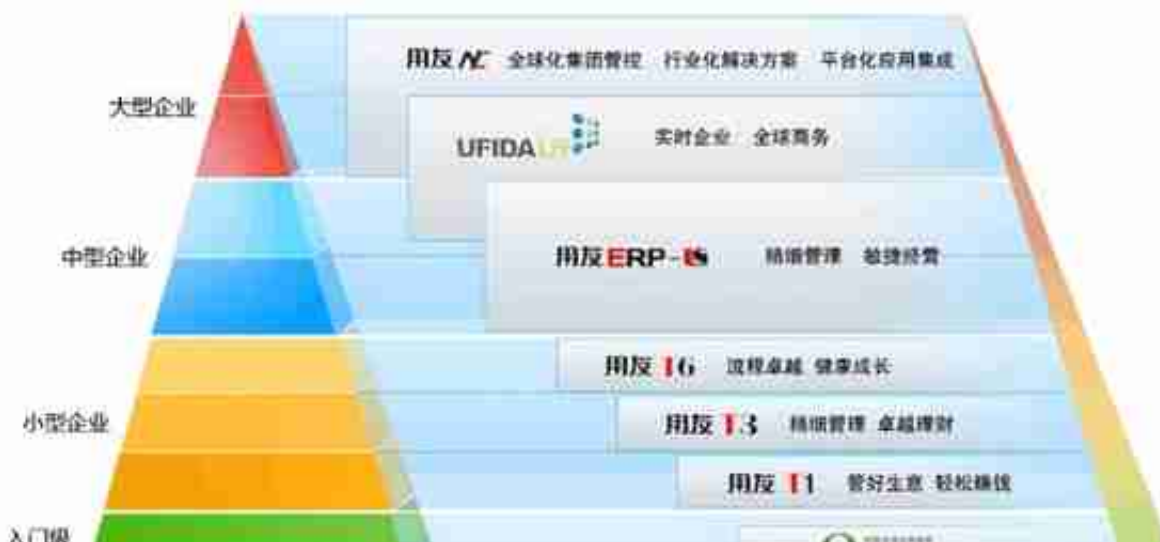 用友 NC 全球化集团管控 行业化解决方案 平台化应用集成
大型企业
UFIDA U9 实时企业 全球商务
中型企业
用友 ERP-U8 精细管理 敏捷经营
用友 T6 流程卓越 健康成长
小型企业
用友 T3 精细管理 卓越理财
用友 T1 管好生意 轻松赚钱
入门级